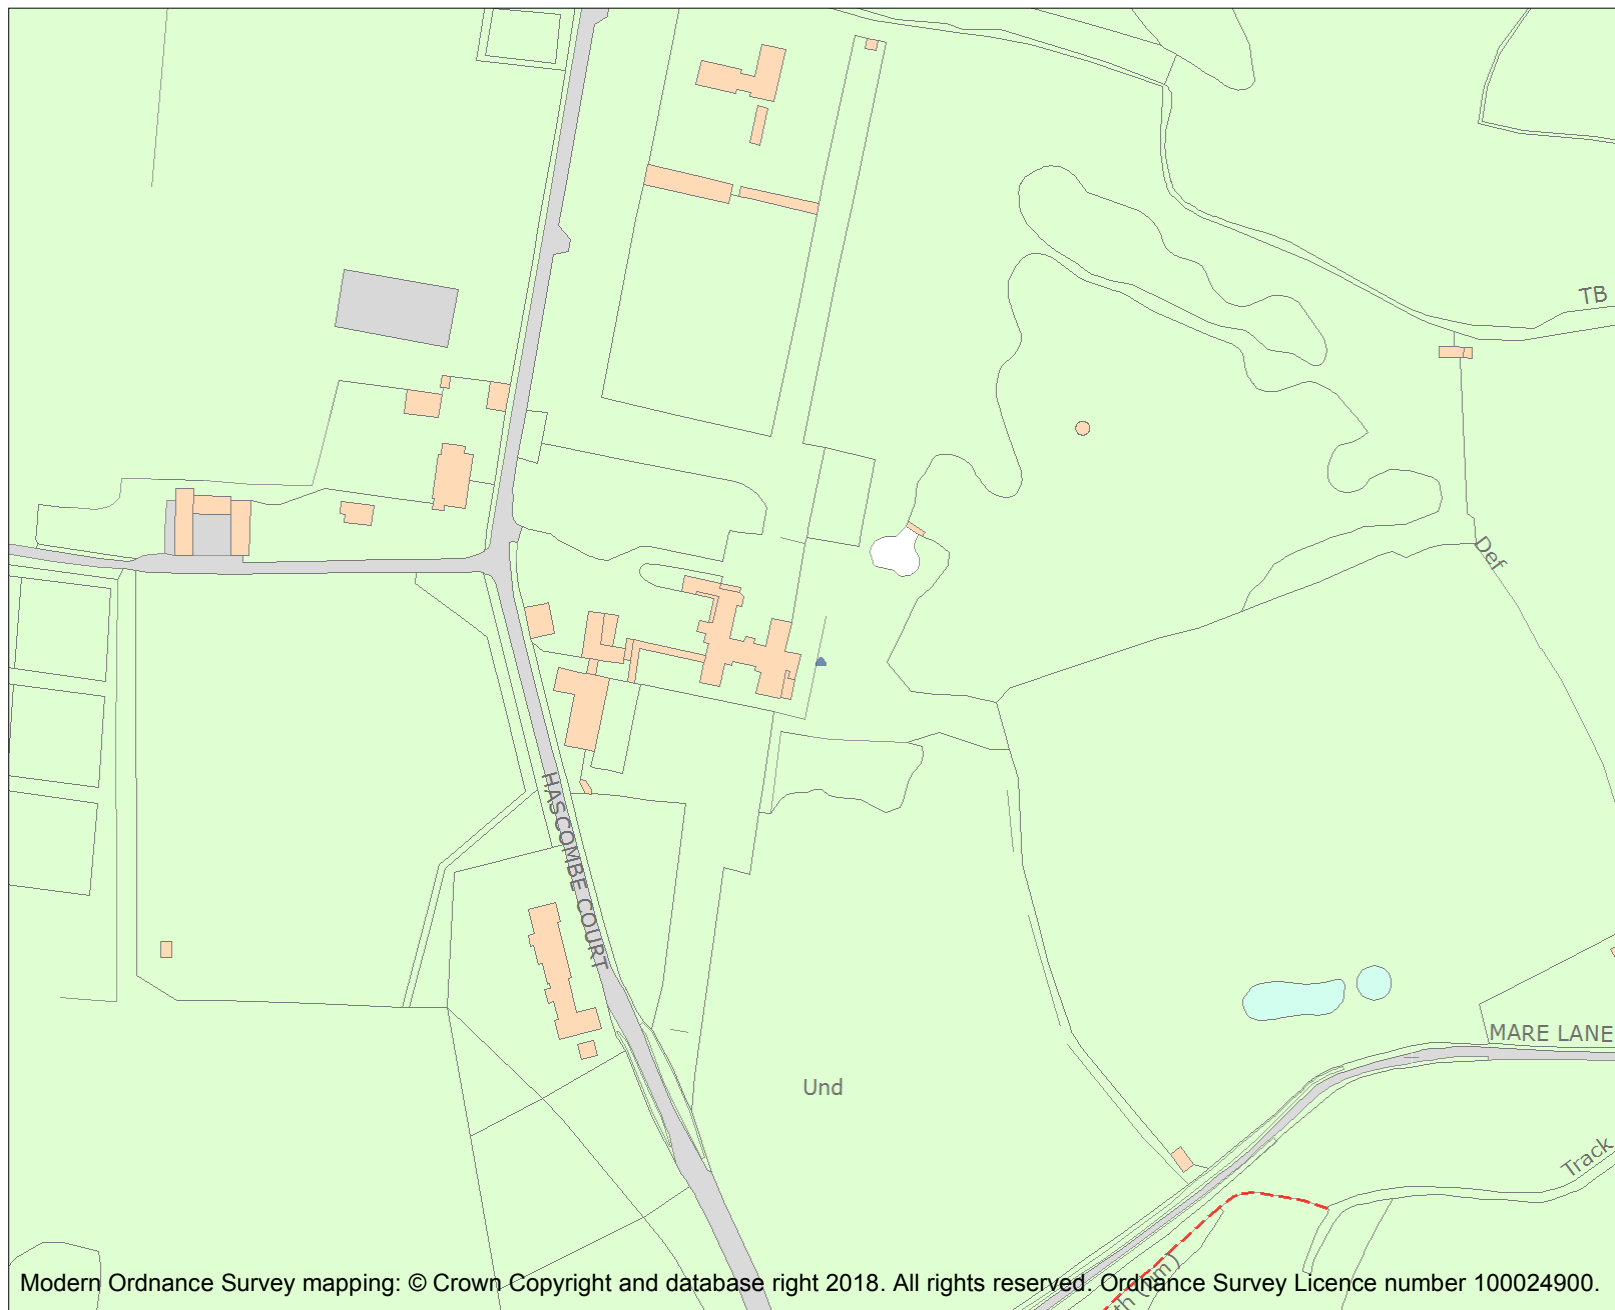 TB
Def
HASCOMBE COURT
MARE LANE
Und
Track
Modern Ordnance Survey mapping: © Crown Copyright and database right 2018. All rights reserved. Ordnance Survey Licence number 100024900.